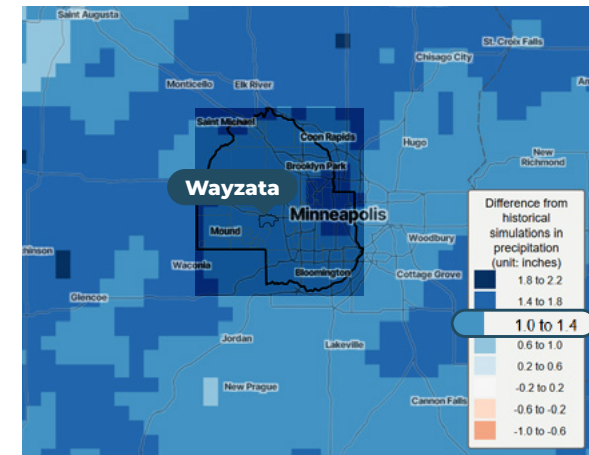 Saint Augusta
St. Croix Falls
Chisago City
Monticello
Elk River
Saint Michael
Coon Rapids
Hugo
New
Richmond
Brooklyn Park
Wayzata
Minneapolis
Mound
Woodbury
Waconia
Bloomington
Cottage Grove
Glencoe
Jordan
Lakeville
New Prague
Cannon Falls
Difference from
historical
simulations in
precipitation
(unit: inches)
1.8 to 2.2
1.4 to 1.8
1.0 to 1.4
0.6 to 1.0
0.2 to 0.6
-0.2 to 0.2
-0.6 to -0.2
-1.0 to -0.6